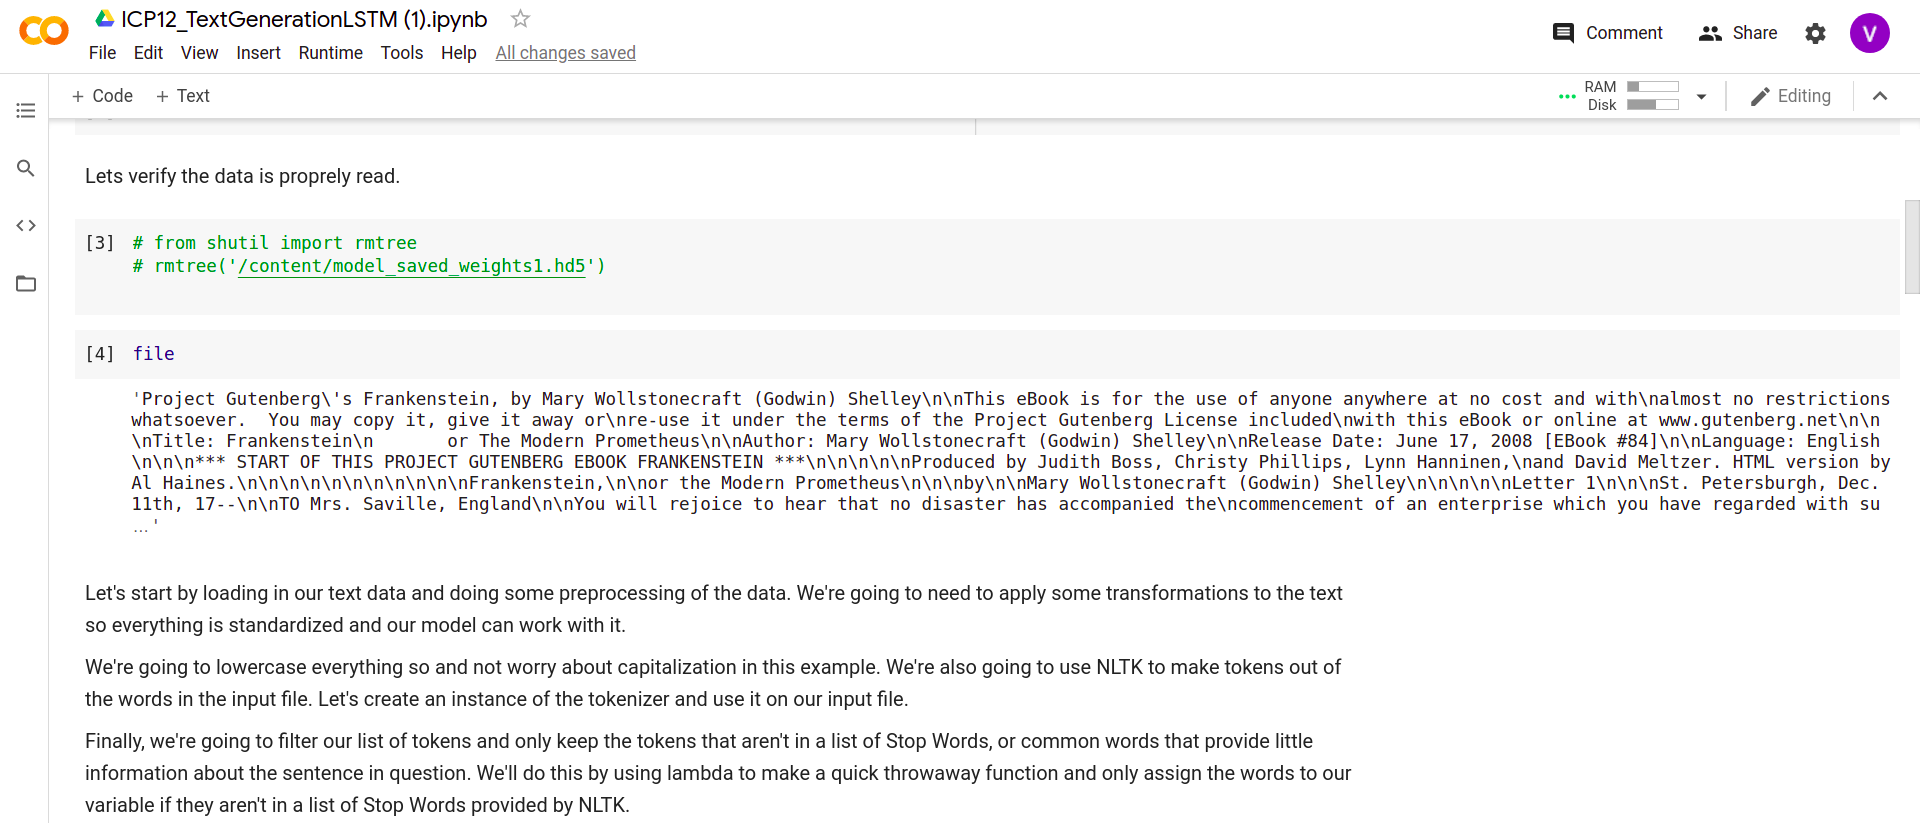 ICP12_TextGenerationLSTM (1).ipynb
File Edit View Insert Runtime Tools Help All changes saved
Comment Share V
+ Code + Text
RAM
Disk
Editing
Lets verify the data is proprely read.
[3] # from shutil import rmtree
# rmtree('/content/model_saved_weights1.hd5')
[4] file
'Project Gutenberg\'s Frankenstein, by Mary Wollstonecraft (Godwin) Shelley\n\nThis eBook is for the use of anyone anywhere at no cost and with\nalmost no restrictions
whatsoever.  You may copy it, give it away or\nre-use it under the terms of the Project Gutenberg License included\nwith this eBook or online at www.gutenberg.net\n\n
\nTitle: Frankenstein\n       or The Modern Prometheus\n\nAuthor: Mary Wollstonecraft (Godwin) Shelley\n\nRelease Date: June 17, 2008 [EBook #84]\n\nLanguage: English
\n\n\n*** START OF THIS PROJECT GUTENBERG EBOOK FRANKENSTEIN ***\n\n\n\n\nProduced by Judith Boss, Christy Phillips, Lynn Hanninen,\nand David Meltzer. HTML version by
Al Haines.\n\n\n\n\n\n\n\n\n\n\nFrankenstein,\n\nor the Modern Prometheus\n\n\nby\n\nMary Wollstonecraft (Godwin) Shelley\n\n\n\n\nLetter 1\n\n\nSt. Petersburgh, Dec.
11th, 17--\n\nTO Mrs. Saville, England\n\nYou will rejoice to hear that no disaster has accompanied the\ncommencement of an enterprise which you have regarded with su
...'
Let's start by loading in our text data and doing some preprocessing of the data. We're going to need to apply some transformations to the text
so everything is standardized and our model can work with it.
We're going to lowercase everything so and not worry about capitalization in this example. We're also going to use NLTK to make tokens out of
the words in the input file. Let's create an instance of the tokenizer and use it on our input file.
Finally, we're going to filter our list of tokens and only keep the tokens that aren't in a list of Stop Words, or common words that provide little
information about the sentence in question. We'll do this by using lambda to make a quick throwaway function and only assign the words to our
variable if they aren't in a list of Stop Words provided by NLTK.